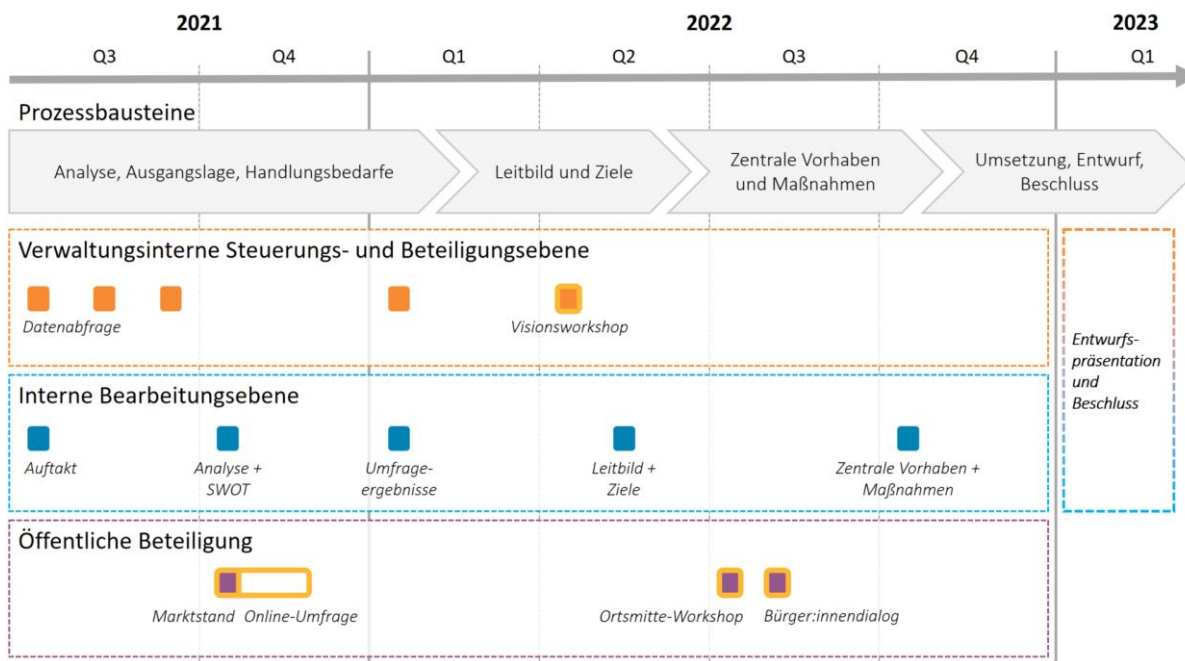 2021 2022 2023
Q3 Q4 Q1 Q2 Q3 Q4 Q1
Prozessbausteine
Analyse, Ausgangslage, Handlungsbedarfe
Leitbild und Ziele
Zentrale Vorhaben
und Maßnahmen
Umsetzung, Entwurf,
Beschluss
Verwaltungsinterne Steuerungs- und Beteiligungsebene
Datenabfrage
Visionsworkshop
Entwurfs-
präsentation
und
Beschluss
Interne Bearbeitungsebene
Auftakt
Analyse +
SWOT
Umfrage-
ergebnisse
Leitbild +
Ziele
Zentrale Vorhaben +
Maßnahmen
Öffentliche Beteiligung
Marktstand
Online-Umfrage
Ortsmitte-Workshop
Bürger:innendialog